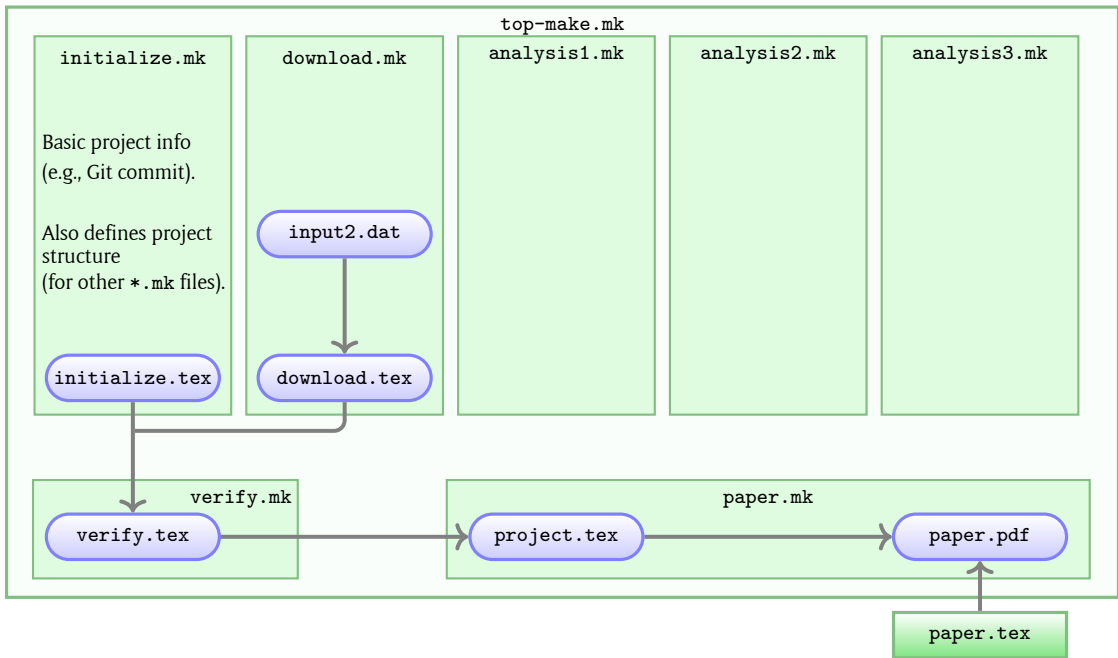 top-make.mk
initialize.mk
download.mk
analysis1.mk
analysis2.mk
analysis3.mk
Basic project info
(e.g., Git commit).
Also defines project
structure
(for other *.mk files).
input2.dat
initialize.tex
download.tex
verify.mk
paper.mk
verify.tex
project.tex
paper.pdf
paper.tex